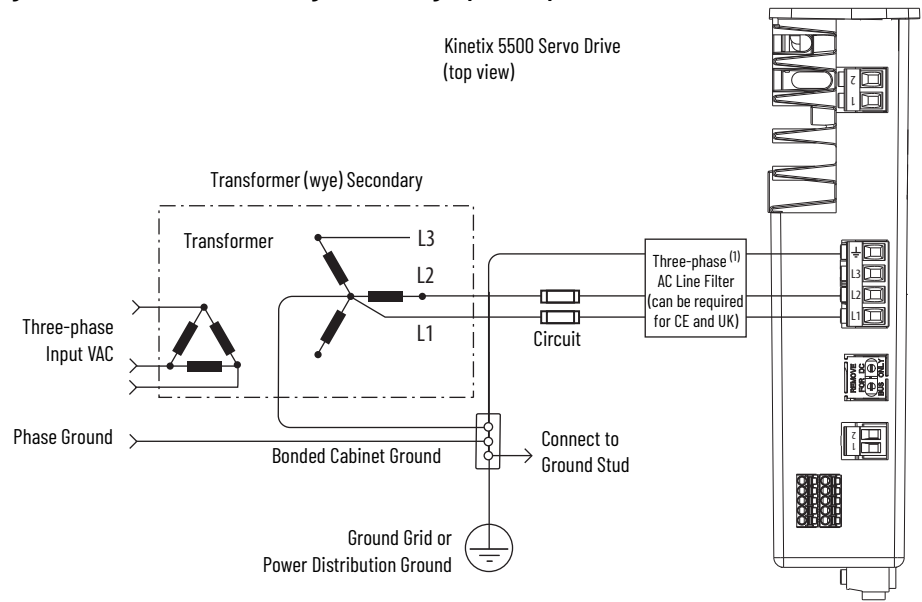 Kinetix 5500 Servo Drive
(top view)
2
1
Transformer (wye) Secondary
Transformer
L3
L2
L1
Three-phase
Input VAC
Circuit
Three-phase (1)
AC Line Filter
(can be required
for CE and UK)
L3
L2
L1
REMOVE
FOR DC
BUS ONLY
2
1
Phase Ground
Bonded Cabinet Ground
Connect to
Ground Stud
Ground Grid or
Power Distribution Ground